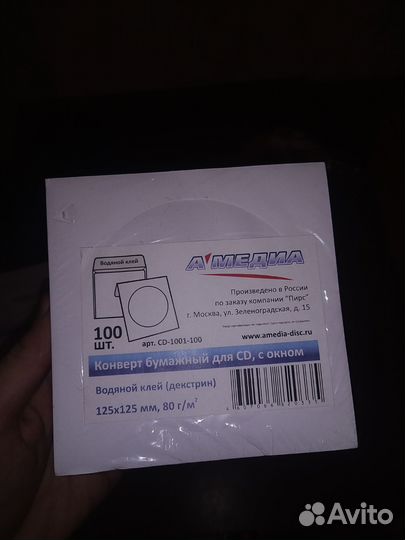 Водяной клей
А'МЕДИА
Произведено в России
по заказу компании "Пирс"
г. Москва, ул. Зеленоградская, д. 15
www.amedia-disc.ru
100
шт.
арт. CD-1001-100
Конверт бумажный для CD, с окном
Водяной клей (декстрин)
125x125 мм, 80 г/м²
Avito